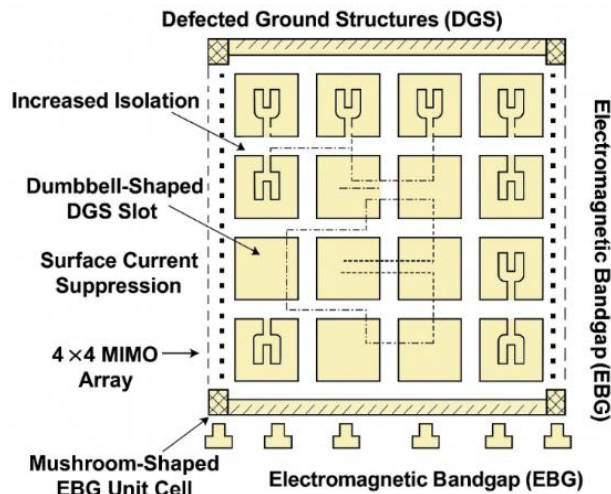 Defected Ground Structures (DGS)
Increased Isolation
Dumbbell-Shaped
DGS Slot
Surface Current
Suppression
4 ×4 MIMO
Array
Mushroom-Shaped
EBG Unit Cell
Electromagnetic Bandgap (EBG)
Electromagnetic Bandgap (EBG)